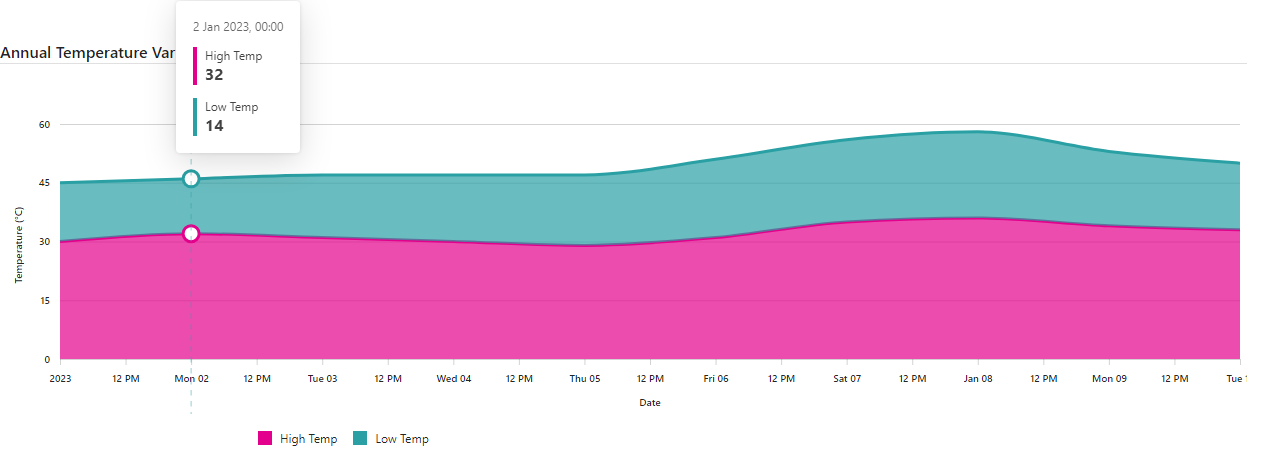 2 Jan 2023, 00:00
High Temp
32
Low Temp
14
Annual Temperature Var
60
45
30
15
0
Temperature (°C)
2023 12 PM Mon 02 12 PM Tue 03 12 PM Wed 04 12 PM Thu 05 12 PM Fri 06 12 PM Sat 07 12 PM Jan 08 12 PM Mon 09 12 PM Tue
Date
High Temp Low Temp